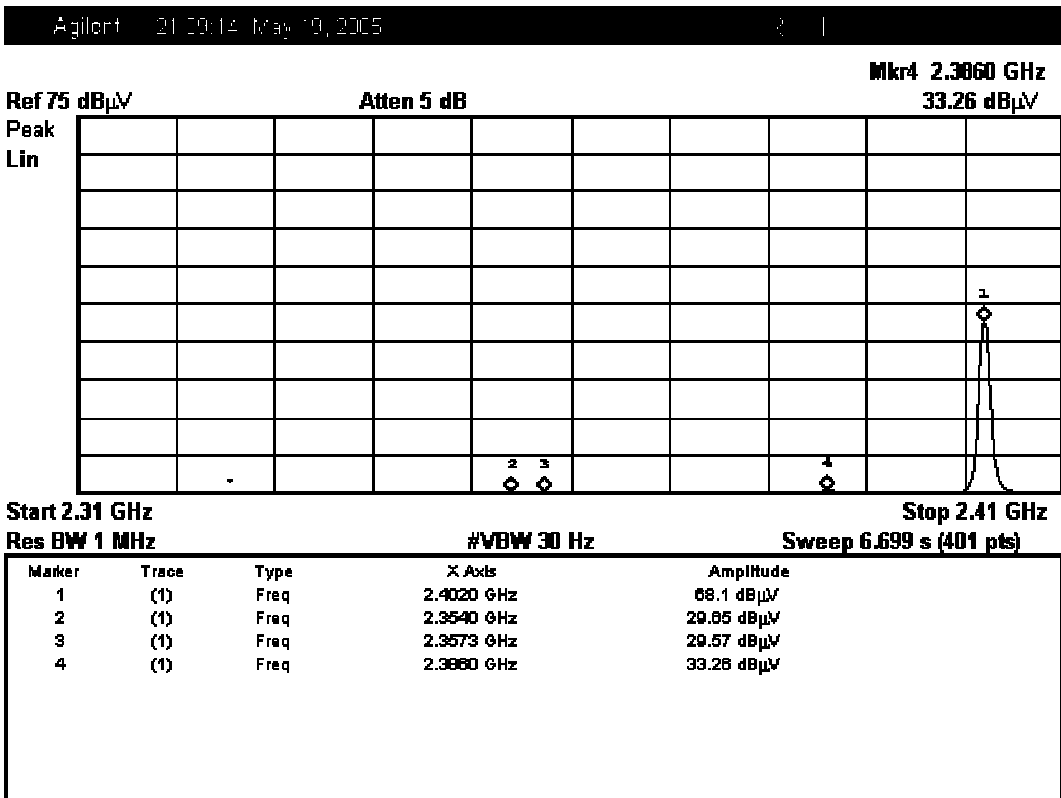 Agilent 21:09:14 May 19, 2005
Mkr4 2.3860 GHz
Ref 75 dBµV Atten 5 dB 33.26 dBµV
Peak
Lin
1
2 3 4
Start 2.31 GHz Stop 2.41 GHz
Res BW 1 MHz #VBW 30 Hz Sweep 6.699 s (401 pts)
Marker Trace Type X Axis Amplitude
1 (1) Freq 2.4020 GHz 68.1 dBµV
2 (1) Freq 2.3540 GHz 29.65 dBµV
3 (1) Freq 2.3573 GHz 29.57 dBµV
4 (1) Freq 2.3860 GHz 33.26 dBµV